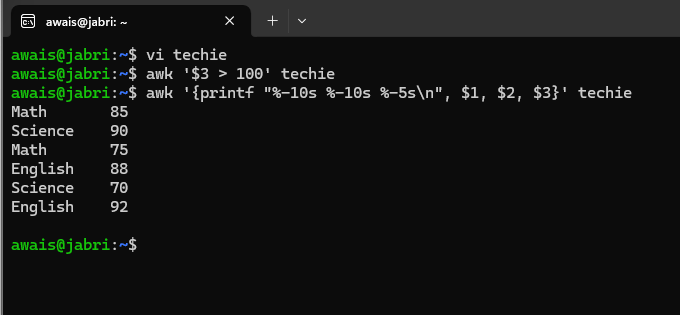 awais@jabri: ~
awais@jabri:~$ vi techie
awais@jabri:~$ awk '$3 > 100' techie
awais@jabri:~$ awk '{printf "%-10s %-10s %-5s\n", $1, $2, $3}' techie
Math       85
Science    90
Math       75
English    88
Science    70
English    92
awais@jabri:~$